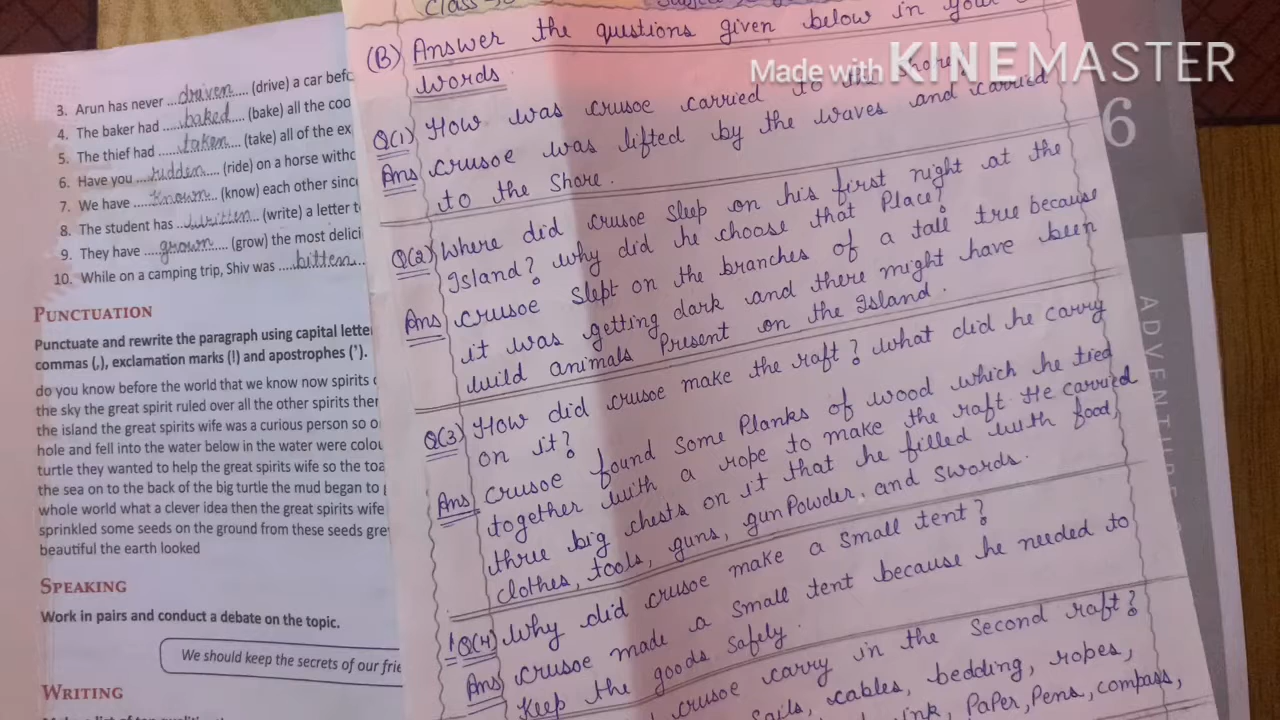 3. Arun has never ...driven.... (drive) a car befo
4. The baker had .....baked..... (bake) all the coo
5. The thief had .....taken..... (take) all of the ex
6. Have you ...ridden.... (ride) on a horse witho
7. We have ....known.... (know) each other since
8. The student has ..written.. (write) a letter t
9. They have ....grown.... (grow) the most delici
10. While on a camping trip, Shiv was ....bitten....
PUNCTUATION
Punctuate and rewrite the paragraph using capital lette
commas (,), exclamation marks (!) and apostrophes (').
do you know before the world that we know now spirits
the sky the great spirit ruled over all the other spirits ther
the island the great spirits wife was a curious person so o
hole and fell into the water below in the water were colou
turtle they wanted to help the great spirits wife so the toa
the sea on to the back of the big turtle the mud began to
whole world what a clever idea then the great spirits wife
sprinkled some seeds on the ground from these seeds gre
beautiful the earth looked
SPEAKING
Work in pairs and conduct a debate on the topic.
We should keep the secrets of our frie
WRITING
Class
(B) Answer the questions given below in your
words.
Q(1) How was crusoe carried to the shore?
Ans crusoe was lifted by the waves and carried
to the Shore.
Q(2) Where did crusoe sleep on his first night at the
Island? why did he choose that Place?
Ans crusoe slept on the branches of a tall tree because
it was getting dark and there might have been
wild animals Present on the Island.
Q(3) How did crusoe make the raft? what did he carry
on it?
Ans crusoe found some Planks of wood which he tied
together with a rope to make the raft. He carried
three big chests on it that he filled with food,
clothes, tools, guns, gunPowder, and swords.
Q(4) Why did crusoe make a small tent?
Ans crusoe made a small tent because he needed to
Keep the goods safely.
crusoe carry in the second raft?
Sails, cables, bedding, ropes,
ink, PaPer, Pens, compass,
Made with KINEMASTER
6
ADVENTURE